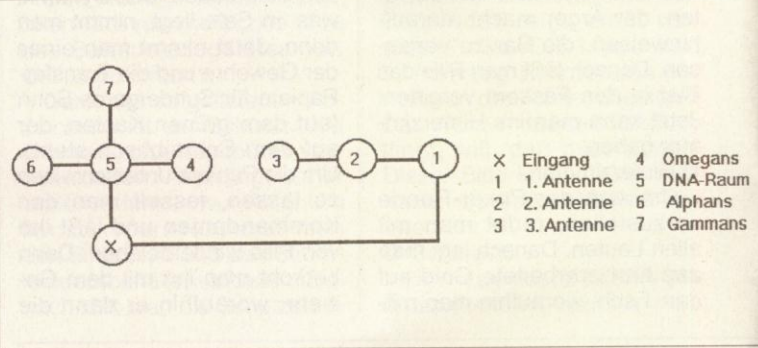 7
6 5 4 3 2 1
X
X Eingang 4 Omegans
1 1. Antenne 5 DNA-Raum
2 2. Antenne 6 Alphans
3 3. Antenne 7 Gammans